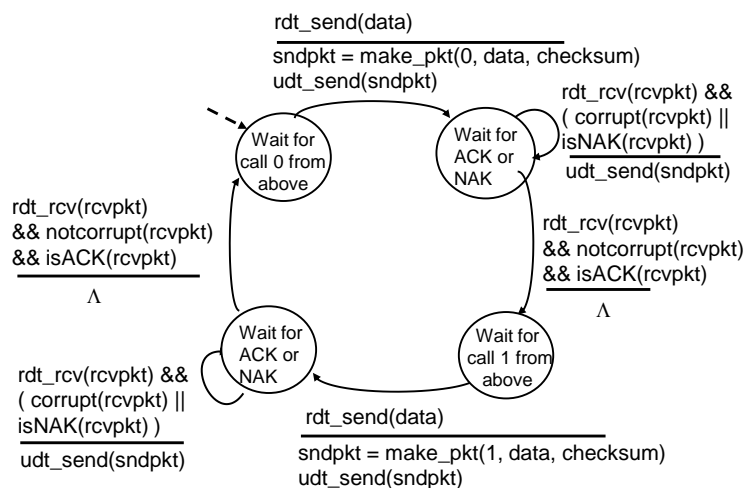 rdt_send(data)
sndpkt = make_pkt(0, data, checksum)
udt_send(sndpkt)
rdt_rcv(rcvpkt) &&
( corrupt(rcvpkt) ||
isNAK(rcvpkt) )
udt_send(sndpkt)
Wait for
call 0 from
above
Wait for
ACK or
NAK
rdt_rcv(rcvpkt)
&& notcorrupt(rcvpkt)
&& isACK(rcvpkt)
Λ
rdt_rcv(rcvpkt)
&& notcorrupt(rcvpkt)
&& isACK(rcvpkt)
Λ
Wait for
ACK or
NAK
Wait for
call 1 from
above
rdt_rcv(rcvpkt) &&
( corrupt(rcvpkt) ||
isNAK(rcvpkt) )
udt_send(sndpkt)
rdt_send(data)
sndpkt = make_pkt(1, data, checksum)
udt_send(sndpkt)